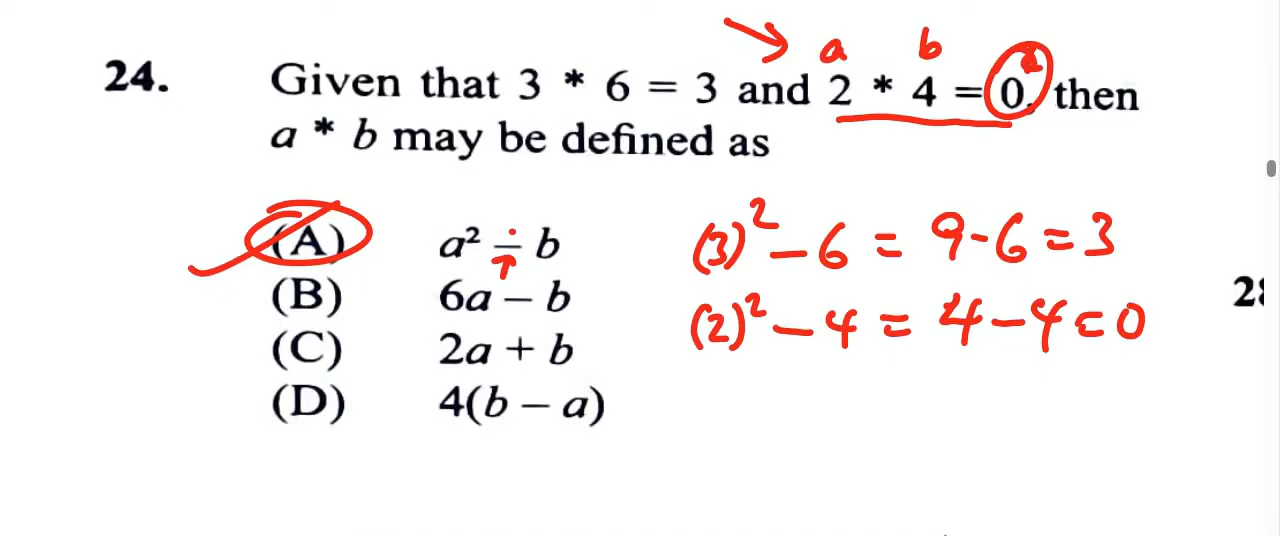 a b
24. Given that 3 * 6 = 3 and 2 * 4 = 0, then
a * b may be defined as
(A) a² ÷ b (3)² - 6 = 9 - 6 = 3
(B) 6a − b
(2)² - 4 = 4 - 4 = 0
(C) 2a + b
(D) 4(b − a)